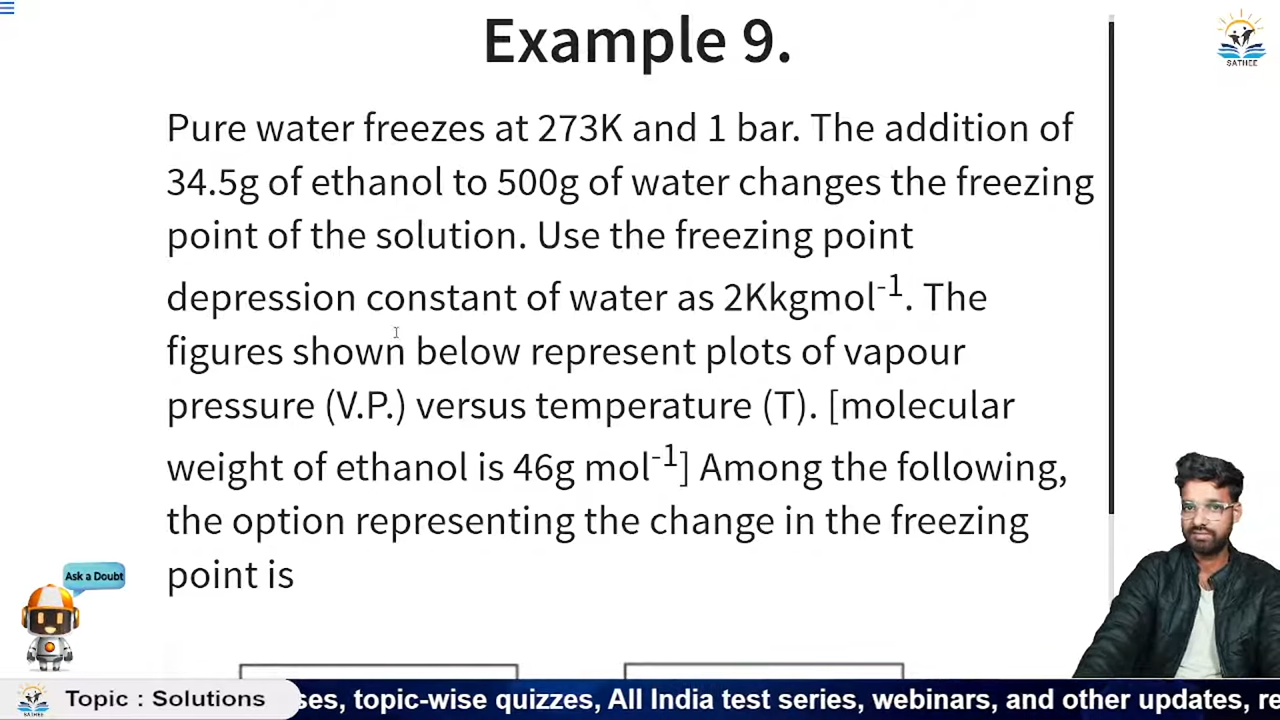 Example 9.
SATHEE
Pure water freezes at 273K and 1 bar. The addition of
34.5g of ethanol to 500g of water changes the freezing
point of the solution. Use the freezing point
depression constant of water as 2Kkgmol⁻¹. The
figures shown below represent plots of vapour
pressure (V.P.) versus temperature (T). [molecular
weight of ethanol is 46g mol⁻¹] Among the following,
the option representing the change in the freezing
point is
Ask a Doubt
SATHEE
Topic : Solutions
ses, topic-wise quizzes, All India test series, webinars, and other updates, re